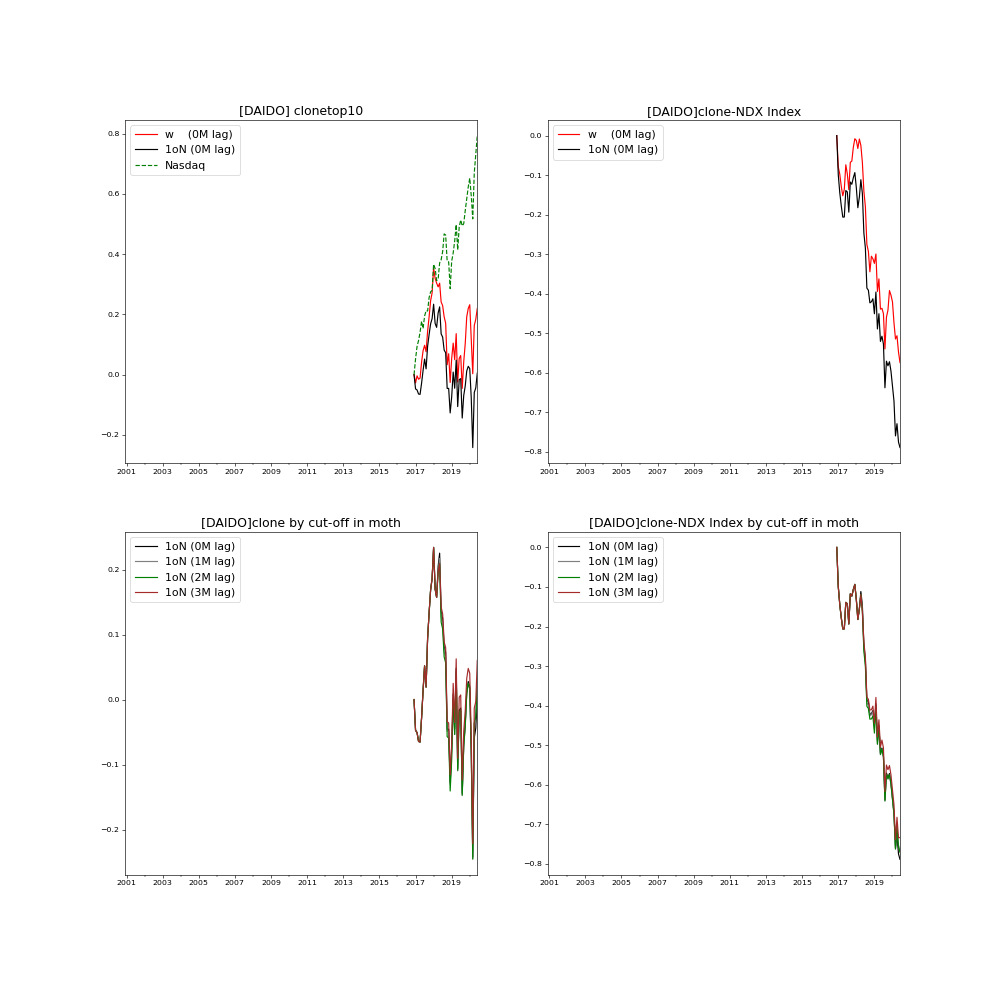 [DAIDO] clonetop10
w    (0M lag)
1oN (0M lag)
Nasdaq
0.8
0.6
0.4
0.2
0.0
−0.2
2001 2003 2005 2007 2009 2011 2013 2015 2017 2019
[DAIDO]clone-NDX Index
w    (0M lag)
1oN (0M lag)
0.0
−0.1
−0.2
−0.3
−0.4
−0.5
−0.6
−0.7
−0.8
2001 2003 2005 2007 2009 2011 2013 2015 2017 2019
[DAIDO]clone by cut-off in moth
1oN (0M lag)
1oN (1M lag)
1oN (2M lag)
1oN (3M lag)
0.2
0.1
0.0
−0.1
−0.2
2001 2003 2005 2007 2009 2011 2013 2015 2017 2019
[DAIDO]clone-NDX Index by cut-off in moth
1oN (0M lag)
1oN (1M lag)
1oN (2M lag)
1oN (3M lag)
0.0
−0.1
−0.2
−0.3
−0.4
−0.5
−0.6
−0.7
−0.8
2001 2003 2005 2007 2009 2011 2013 2015 2017 2019